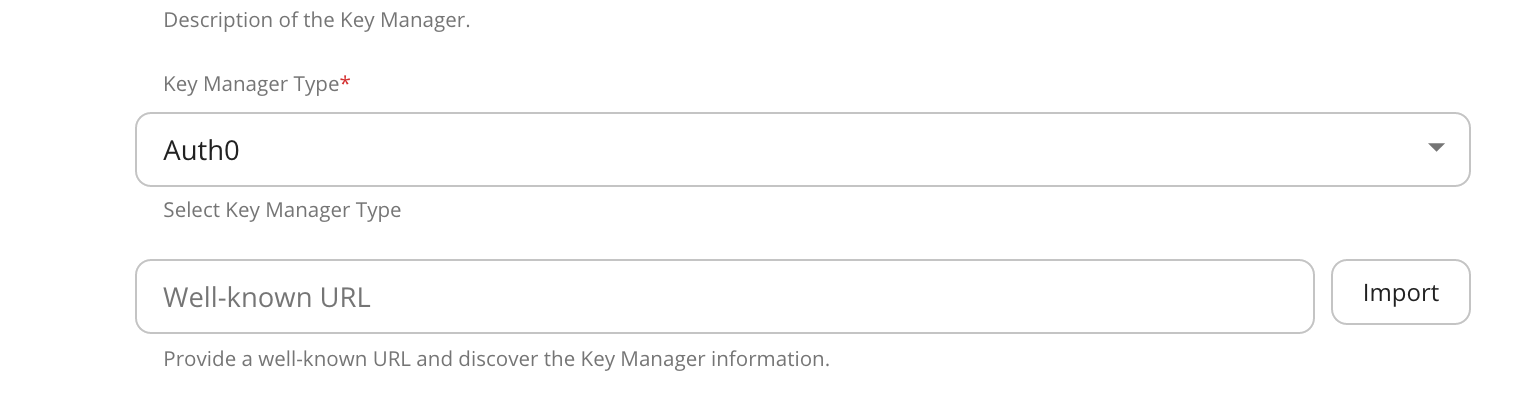 Description of the Key Manager.
Key Manager Type*
Auth0
Select Key Manager Type
Well-known URL
Import
Provide a well-known URL and discover the Key Manager information.